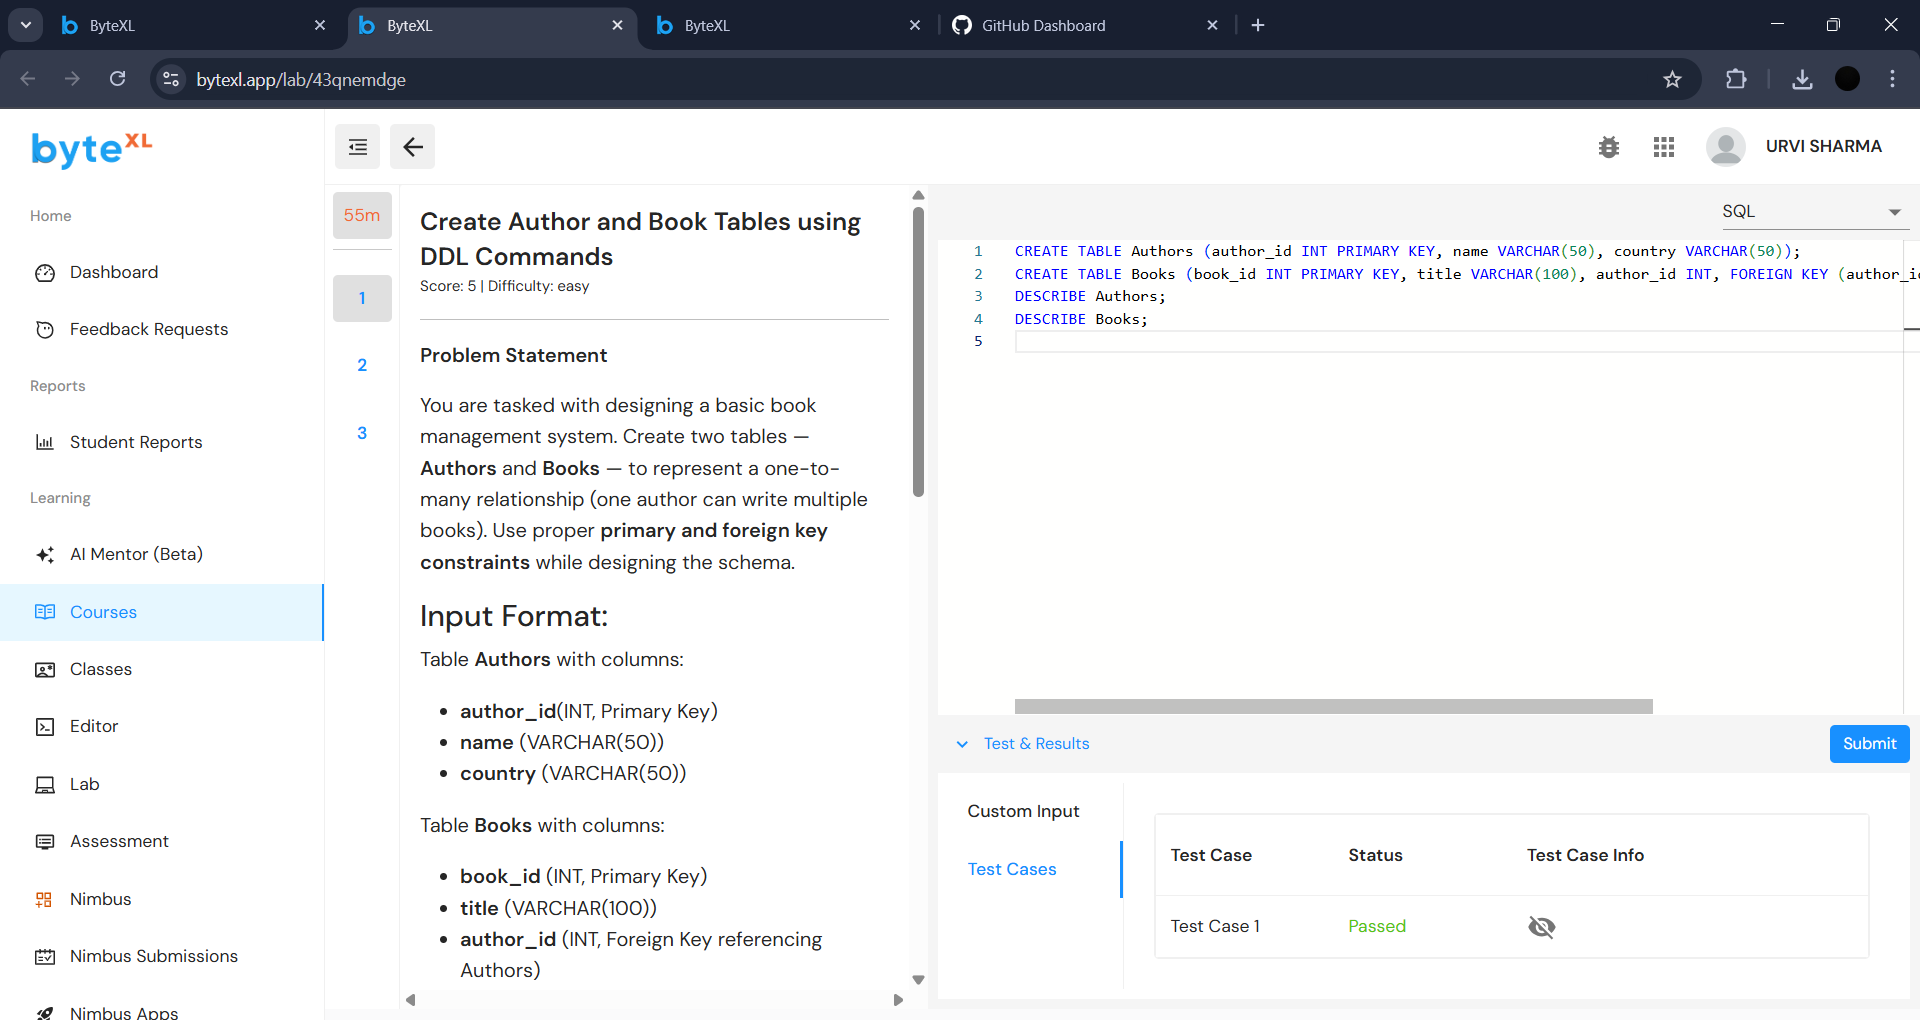 ByteXL
ByteXL
ByteXL
GitHub Dashboard
bytexl.app/lab/43qnemdge
byteXL
URVI SHARMA
Home
Dashboard
Feedback Requests
Reports
Student Reports
Learning
AI Mentor (Beta)
Courses
Classes
Editor
Lab
Assessment
Nimbus
Nimbus Submissions
Nimbus Apps
55m
1
2
3
Create Author and Book Tables using
DDL Commands
Score: 5 | Difficulty: easy
Problem Statement
You are tasked with designing a basic book
management system. Create two tables —
Authors and Books — to represent a one-to-
many relationship (one author can write multiple
books). Use proper primary and foreign key
constraints while designing the schema.
Input Format:
Table Authors with columns:
• author_id(INT, Primary Key)
• name (VARCHAR(50))
• country (VARCHAR(50))
Table Books with columns:
• book_id (INT, Primary Key)
• title (VARCHAR(100))
• author_id (INT, Foreign Key referencing
Authors)
SQL
1 CREATE TABLE Authors (author_id INT PRIMARY KEY, name VARCHAR(50), country VARCHAR(50));
2 CREATE TABLE Books (book_id INT PRIMARY KEY, title VARCHAR(100), author_id INT, FOREIGN KEY (author_i
3 DESCRIBE Authors;
4 DESCRIBE Books;
5
Test & Results
Submit
Custom Input
Test Cases
Test Case Status Test Case Info
Test Case 1 Passed